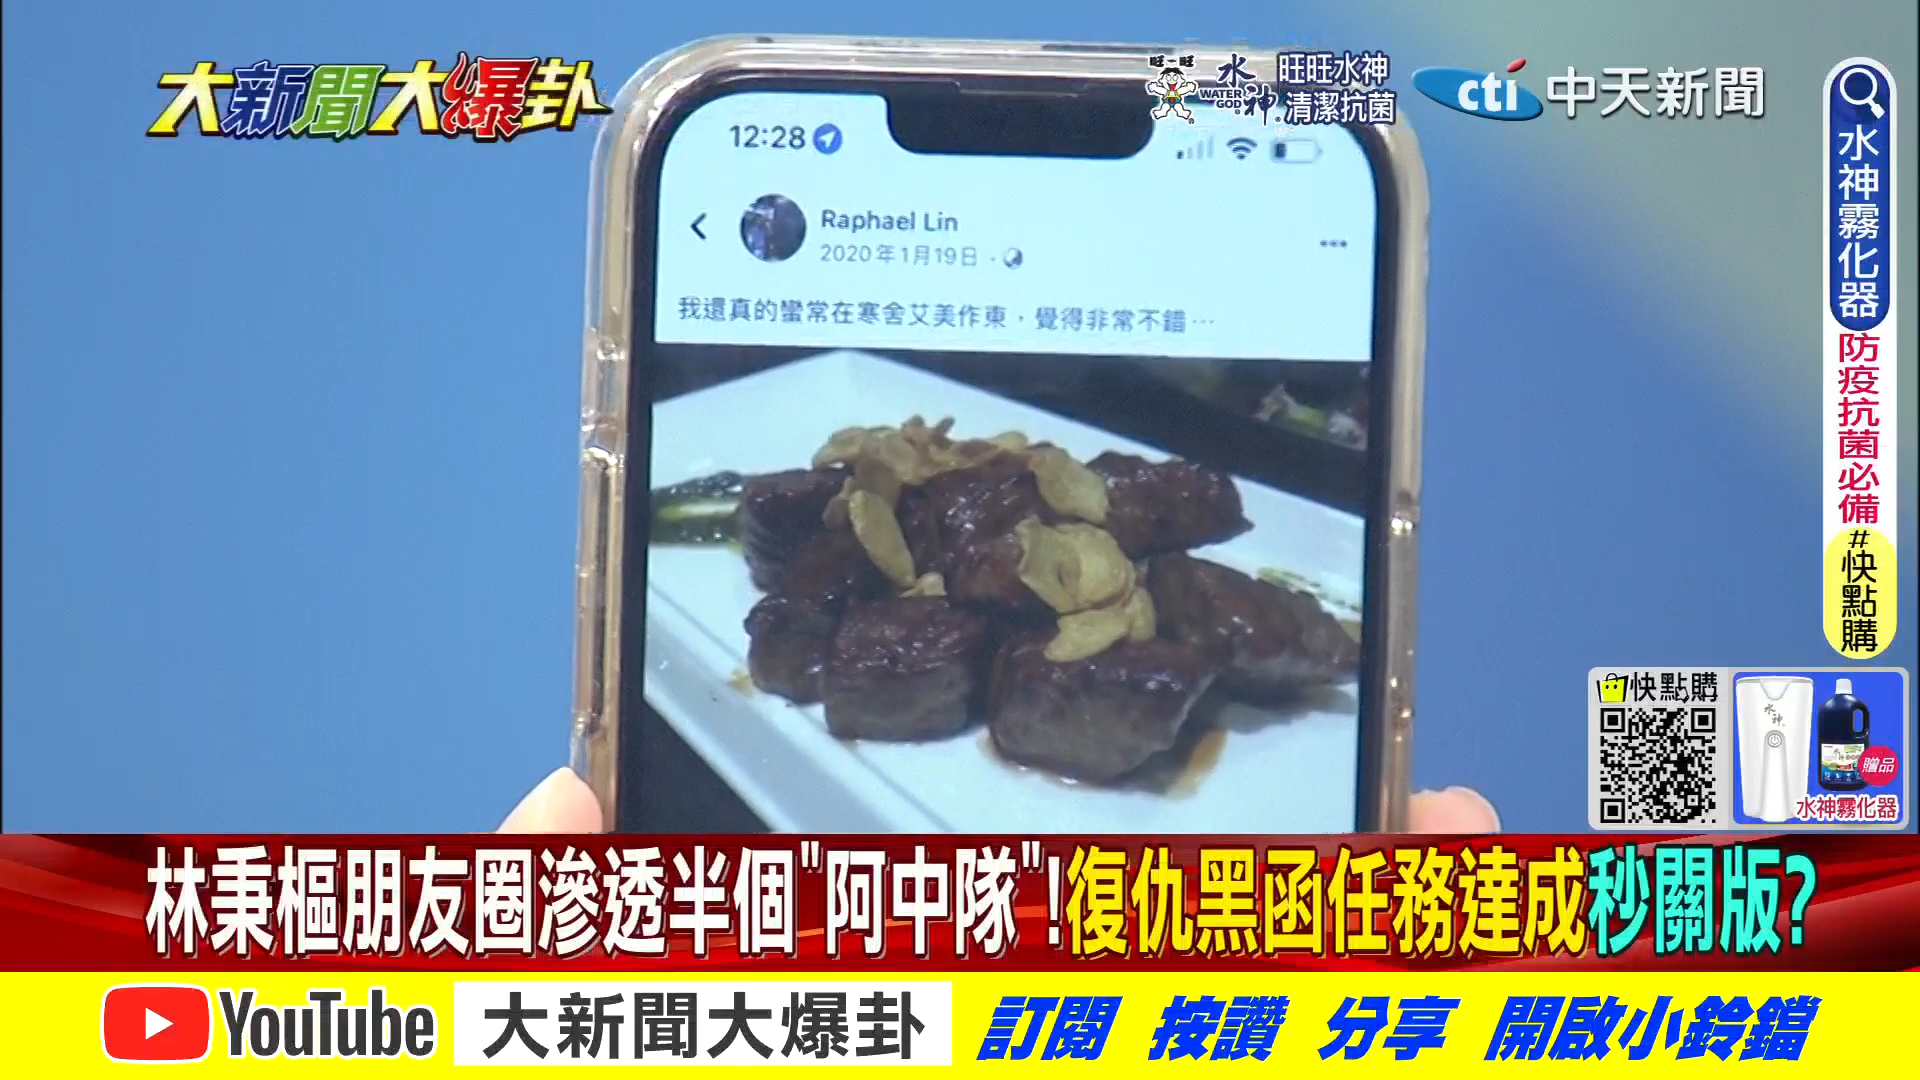 大新聞大爆卦
旺旺
水神
WATER GOD
旺旺水神
清潔抗菌
cti 中天新聞
12:28
Raphael Lin
2020年1月19日
我還真的蠻常在寒舍艾美作東，覺得非常不錯…
水神霧化器
防疫抗菌必備
#快點購
快點購
水神
贈品
水神霧化器
林秉樞朋友圈滲透半個"阿中隊"!復仇黑函任務達成秒關版?
YouTube 大新聞大爆卦 訂閱 按讚 分享 開啟小鈴鐺